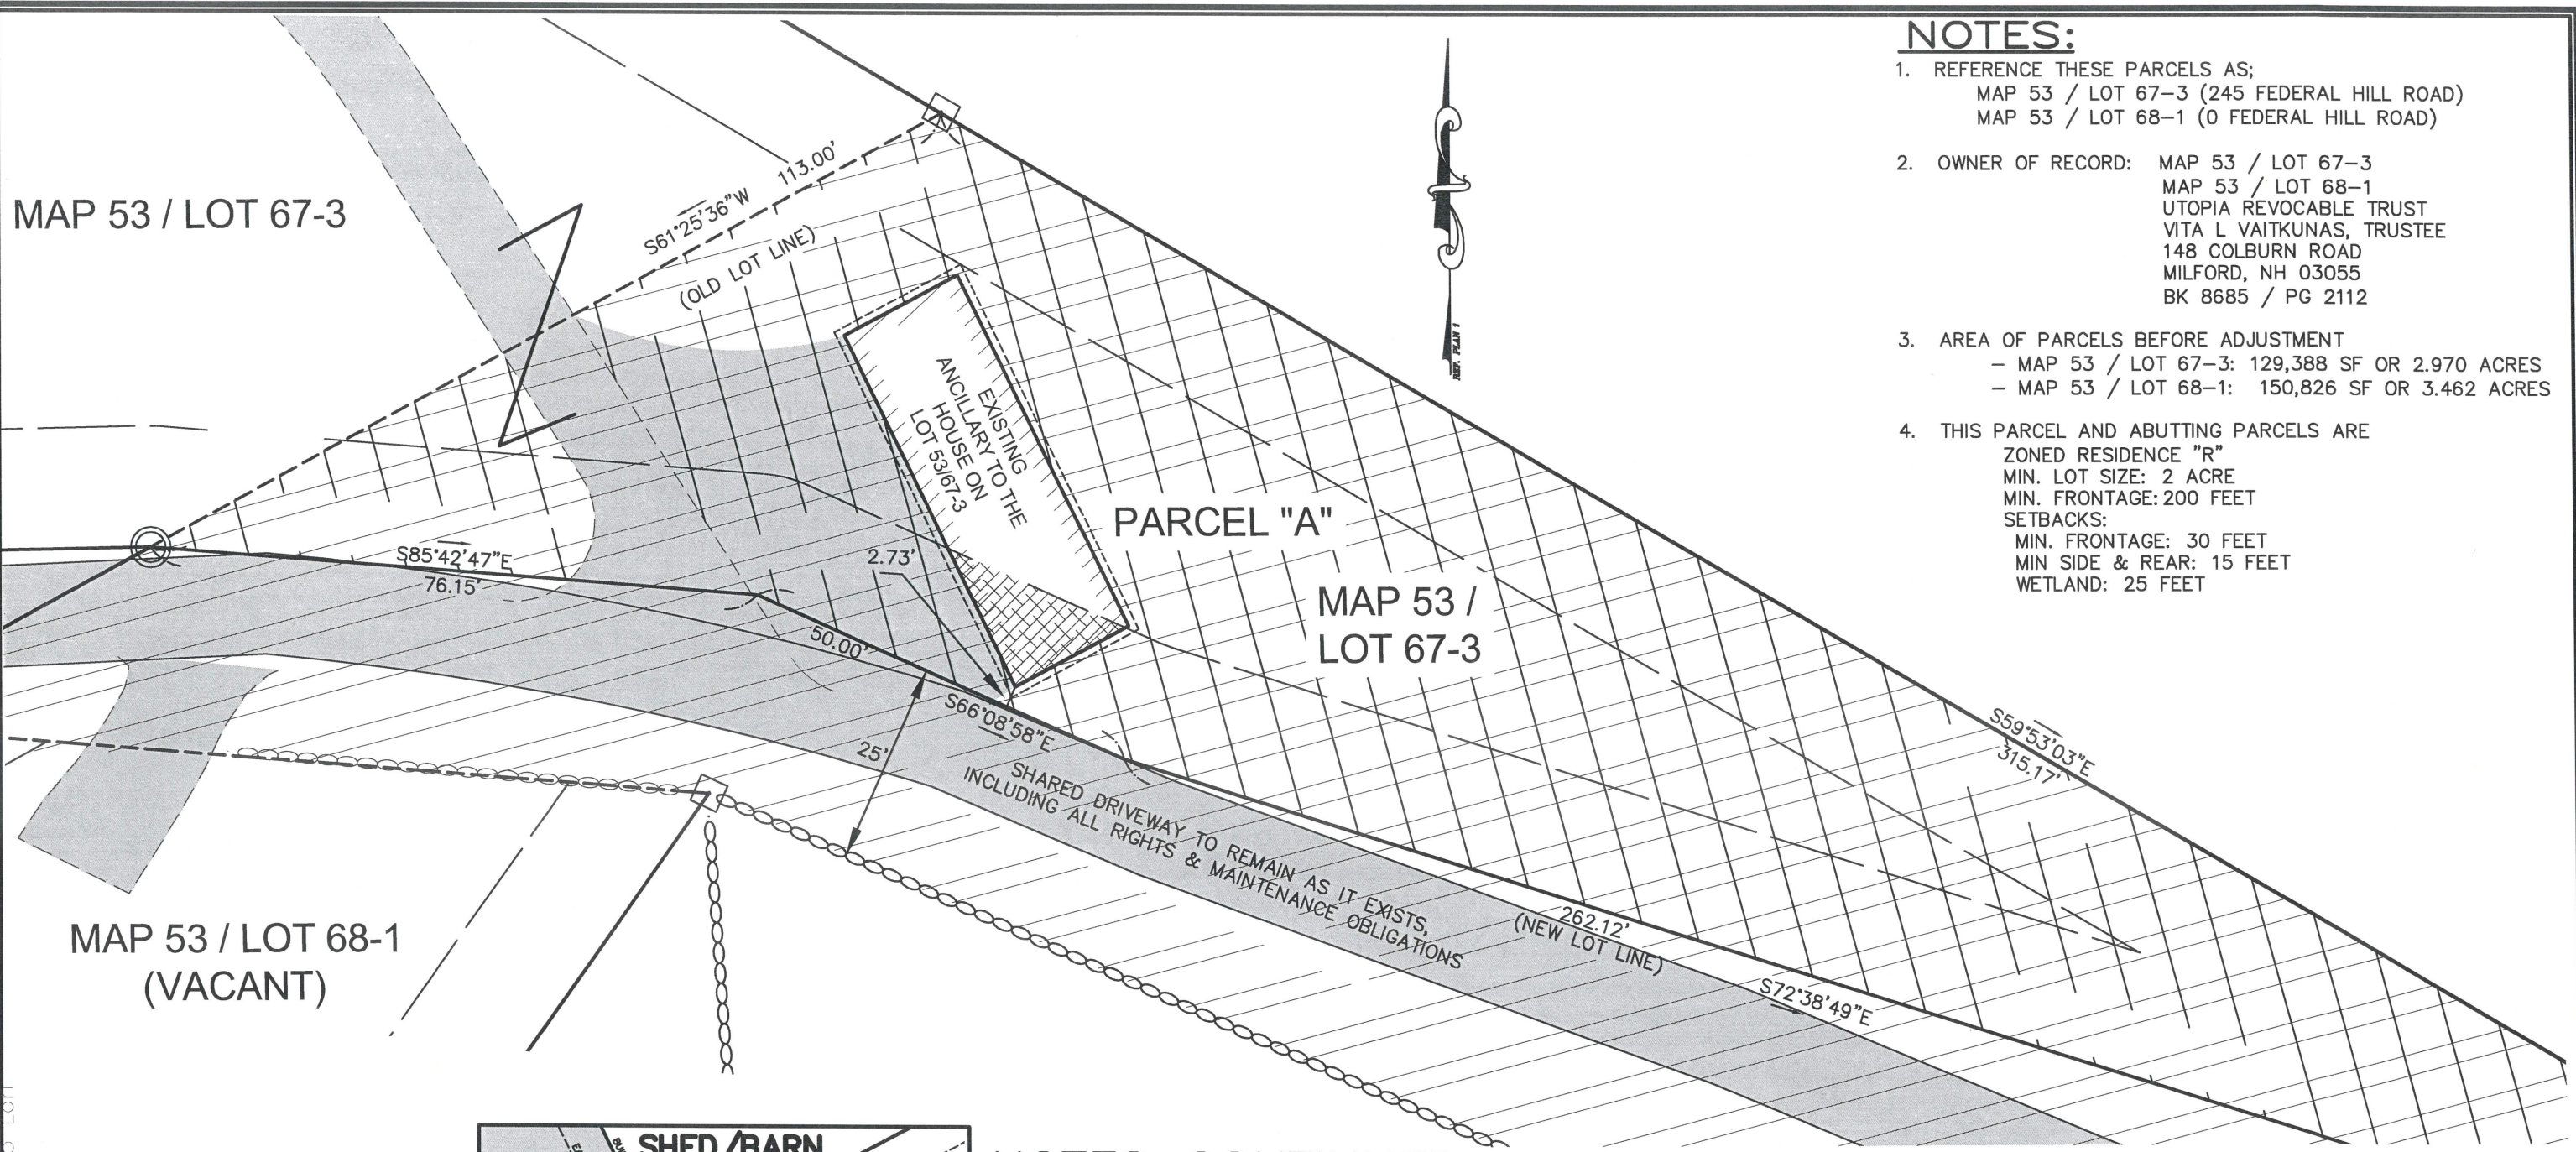 NOTES:
1. REFERENCE THESE PARCELS AS;
MAP 53 / LOT 67-3 (245 FEDERAL HILL ROAD)
MAP 53 / LOT 68-1 (0 FEDERAL HILL ROAD)
2. OWNER OF RECORD: MAP 53 / LOT 67-3
MAP 53 / LOT 68-1
UTOPIA REVOCABLE TRUST
VITA L VAITKUNAS, TRUSTEE
148 COLBURN ROAD
MILFORD, NH 03055
BK 8685 / PG 2112
3. AREA OF PARCELS BEFORE ADJUSTMENT
- MAP 53 / LOT 67-3: 129,388 SF OR 2.970 ACRES
- MAP 53 / LOT 68-1: 150,826 SF OR 3.462 ACRES
4. THIS PARCEL AND ABUTTING PARCELS ARE
ZONED RESIDENCE "R"
MIN. LOT SIZE: 2 ACRE
MIN. FRONTAGE: 200 FEET
SETBACKS:
MIN. FRONTAGE: 30 FEET
MIN SIDE & REAR: 15 FEET
WETLAND: 25 FEET
MAP 53 / LOT 67-3
S61°25'36"W 113.00'
(OLD LOT LINE)
REF. PLAN 1
EXISTING
ANCILLARY TO THE
HOUSE ON
LOT 53/67-3
PARCEL "A"
MAP 53 /
LOT 67-3
S85°42'47"E
76.15'
2.73'
50.00'
S66°08'58"E
25'
SHARED DRIVEWAY TO REMAIN AS IT EXISTS,
INCLUDING ALL RIGHTS & MAINTENANCE OBLIGATIONS
S59°53'03"E
315.17'
262.12'
(NEW LOT LINE)
S72°38'49"E
MAP 53 / LOT 68-1
(VACANT)
SHED/BARN